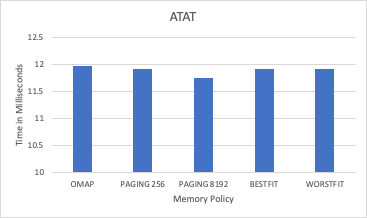 ATAT
12.5
12
11.5
11
10.5
10
Time in Milliseconds
OMAP PAGING 256 PAGING 8192 BESTFIT WORSTFIT
Memory Policy